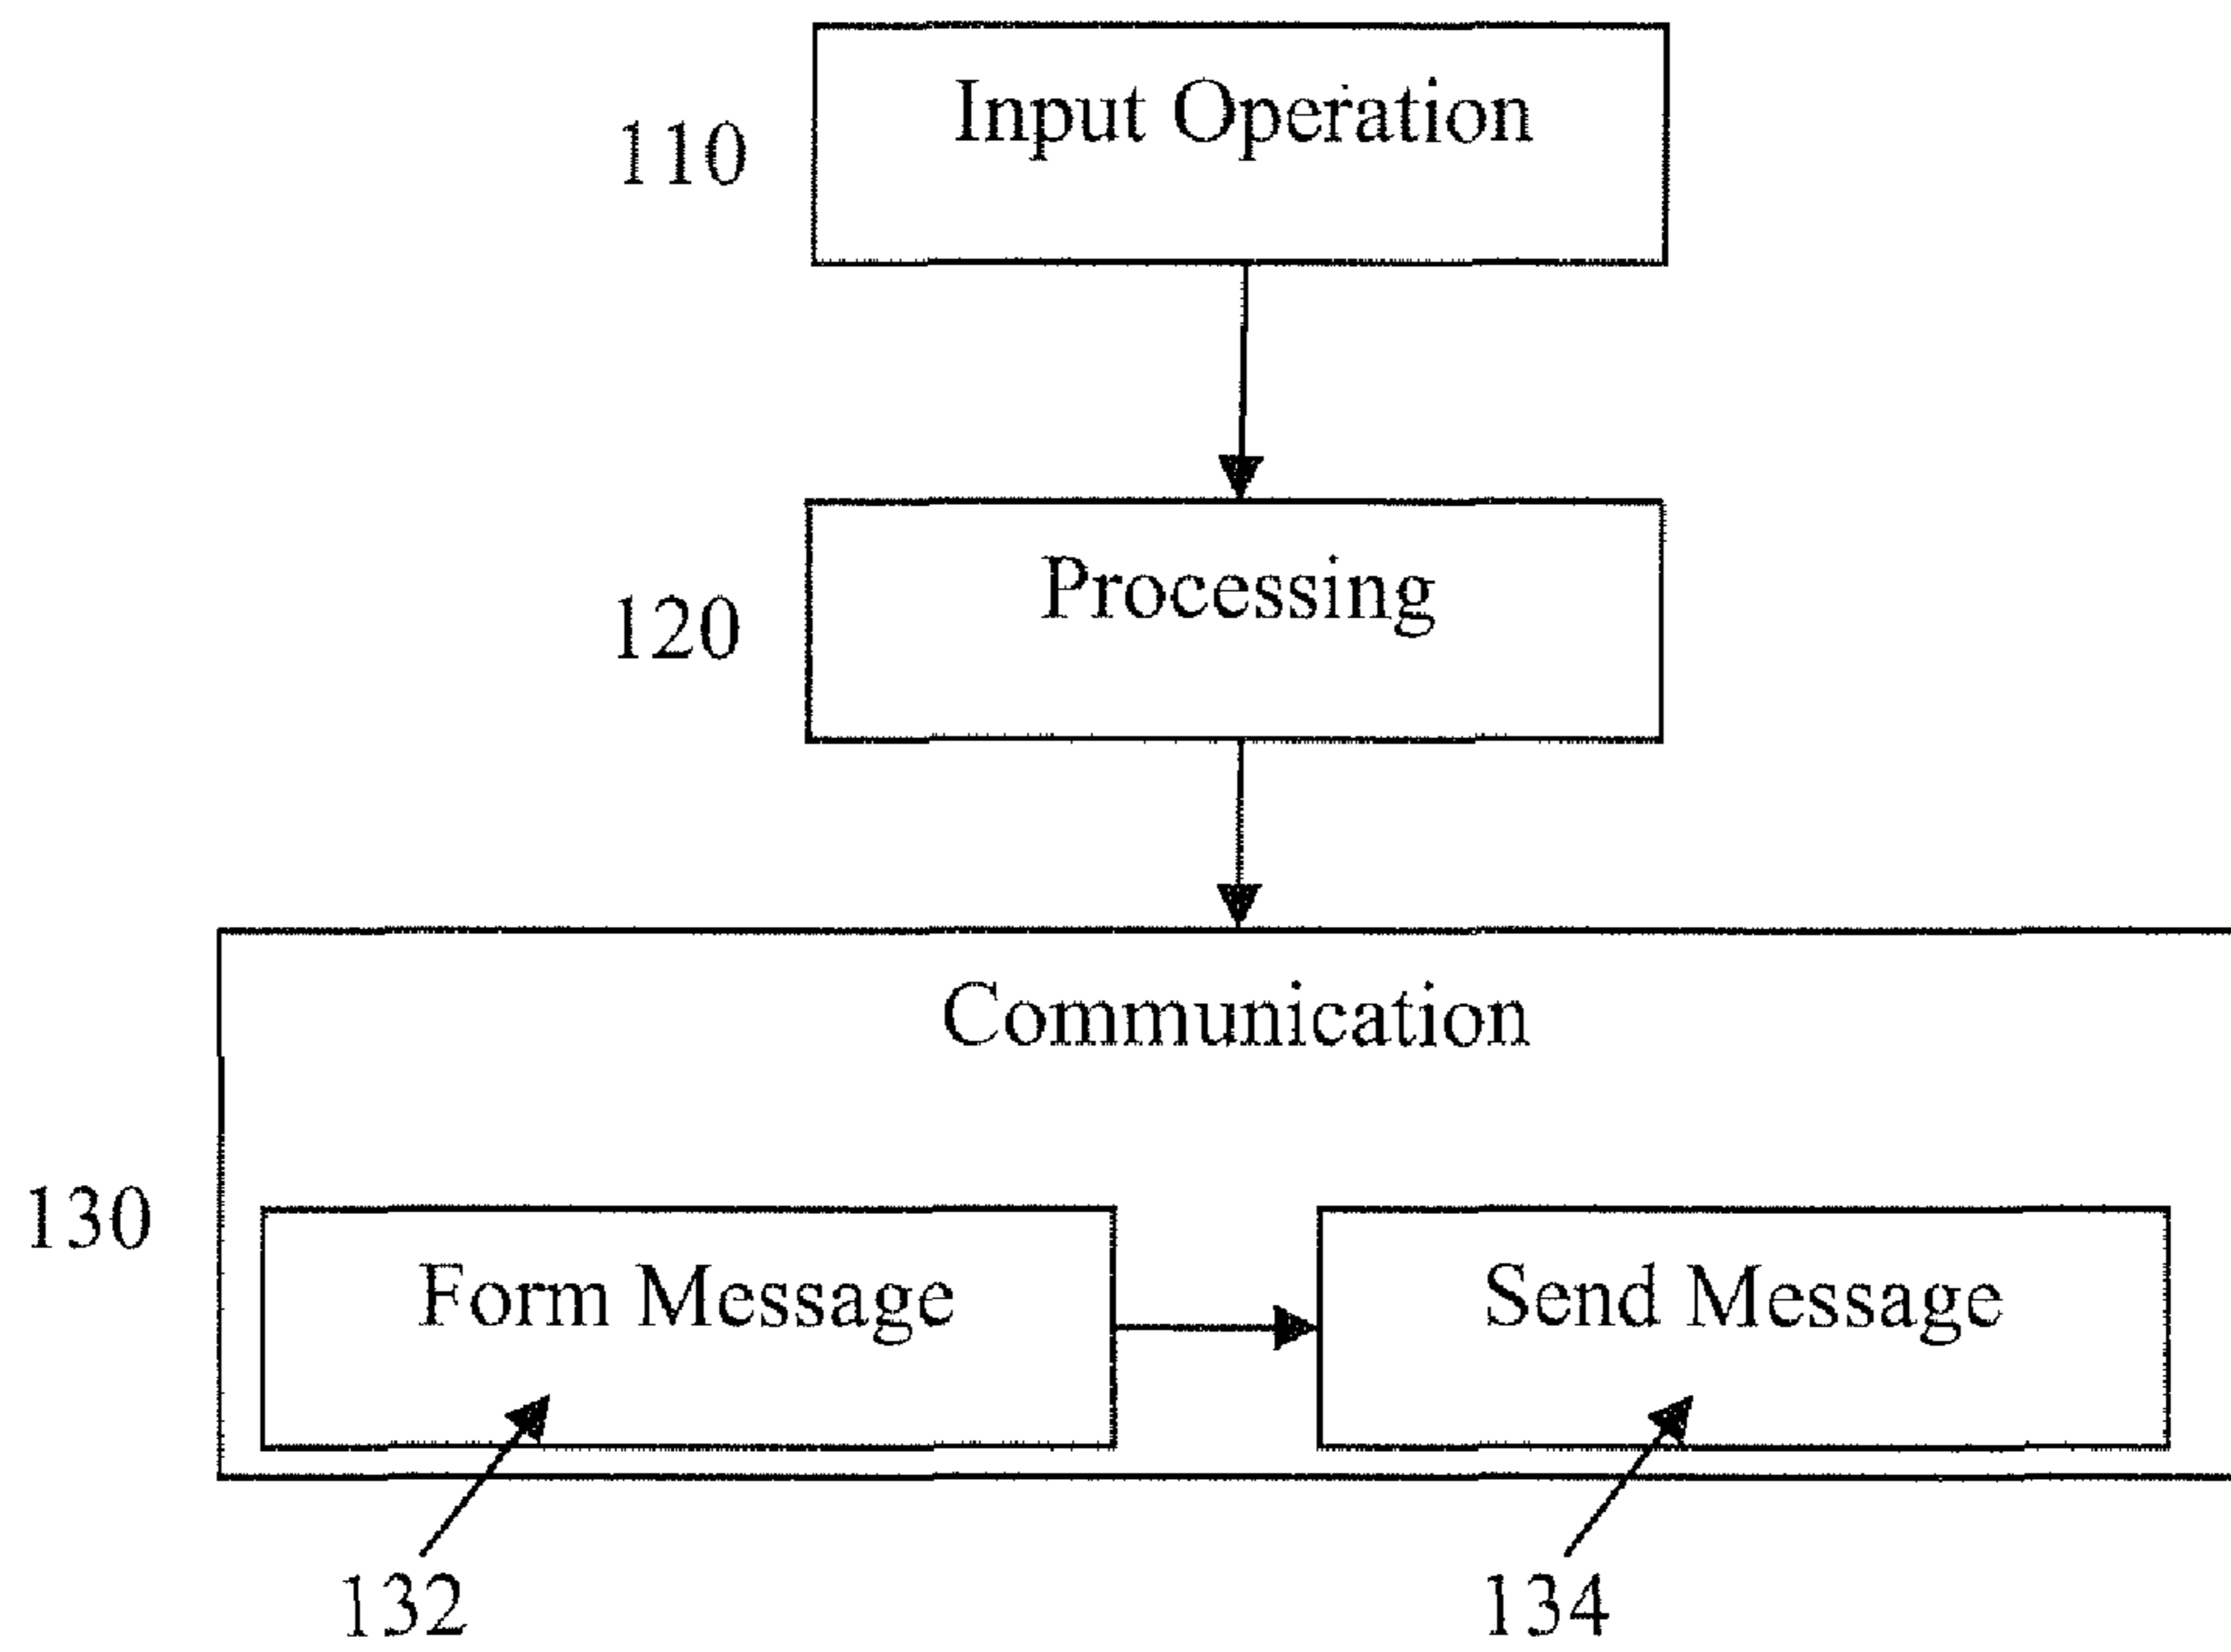 Input Operation
110
Processing
120
Communication
130
Form Message
Send Message
132
134